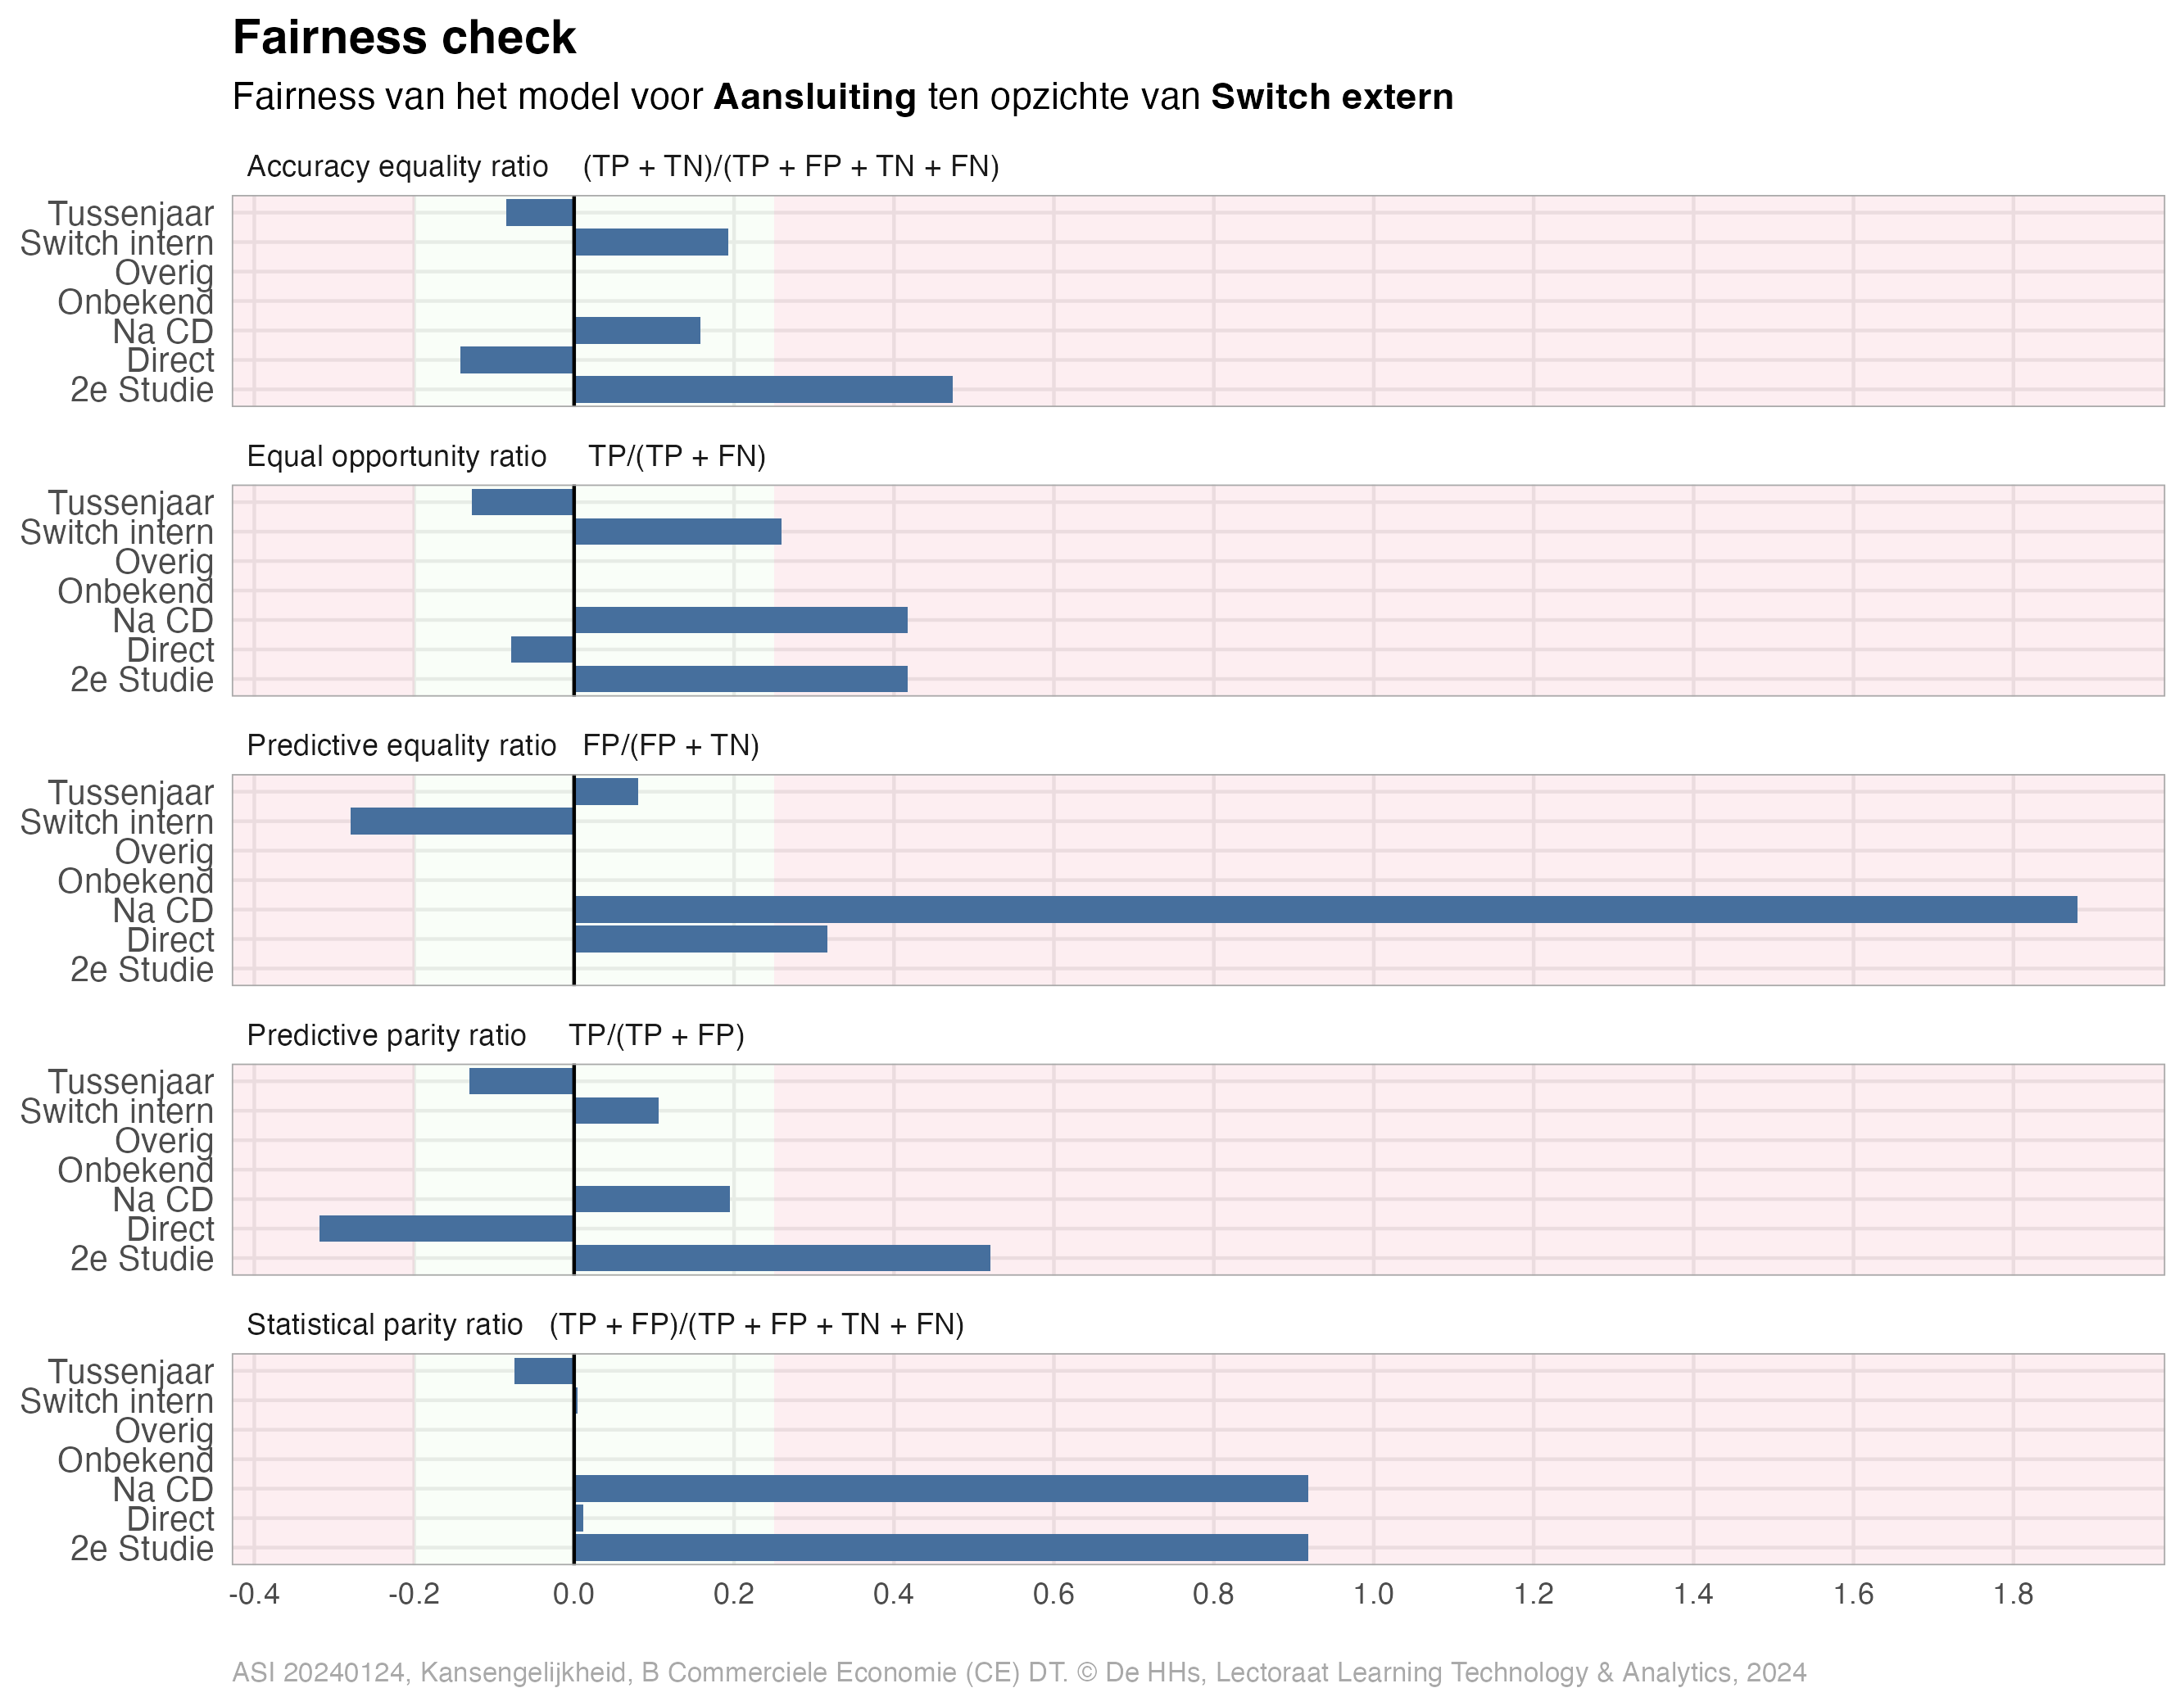 Fairness check
Fairness van het model voor Aansluiting ten opzichte van Switch extern
Accuracy equality ratio (TP + TN)/(TP + FP + TN + FN)
Tussenjaar
Switch intern
Overig
Onbekend
Na CD
Direct
2e Studie
Equal opportunity ratio TP/(TP + FN)
Tussenjaar
Switch intern
Overig
Onbekend
Na CD
Direct
2e Studie
Predictive equality ratio FP/(FP + TN)
Tussenjaar
Switch intern
Overig
Onbekend
Na CD
Direct
2e Studie
Predictive parity ratio TP/(TP + FP)
Tussenjaar
Switch intern
Overig
Onbekend
Na CD
Direct
2e Studie
Statistical parity ratio (TP + FP)/(TP + FP + TN + FN)
Tussenjaar
Switch intern
Overig
Onbekend
Na CD
Direct
2e Studie
-0.4 -0.2 0.0 0.2 0.4 0.6 0.8 1.0 1.2 1.4 1.6 1.8
ASI 20240124, Kansengelijkheid, B Commerciele Economie (CE) DT. © De HHs, Lectoraat Learning Technology & Analytics, 2024